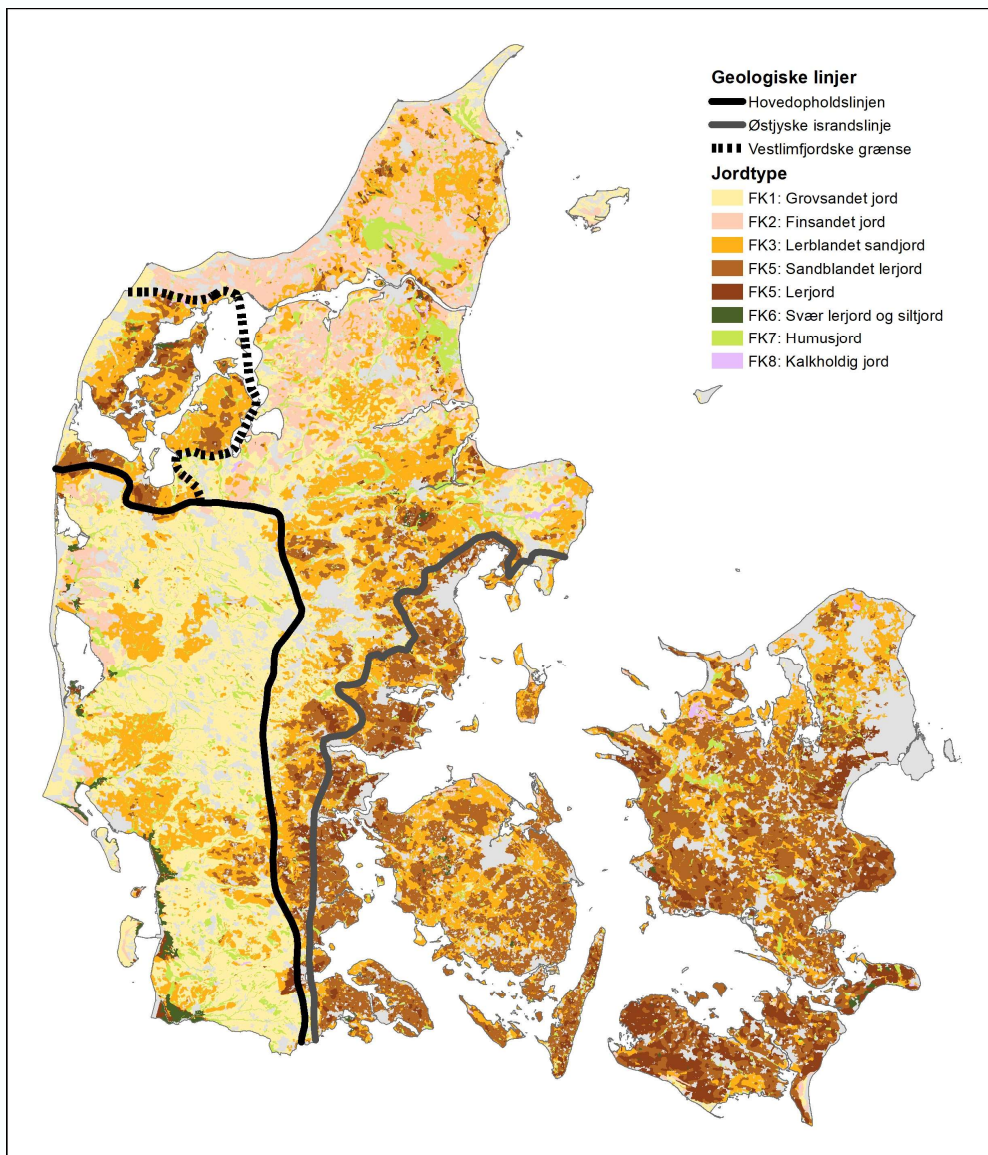 Geologiske linjer
Hovedopholdslinjen
Østjyske israndslinje
Vestlimfjordske grænse
Jordtype
FK1: Grovsandet jord
FK2: Finsandet jord
FK3: Lerblandet sandjord
FK5: Sandblandet lerjord
FK5: Lerjord
FK6: Svær lerjord og siltjord
FK7: Humusjord
FK8: Kalkholdig jord